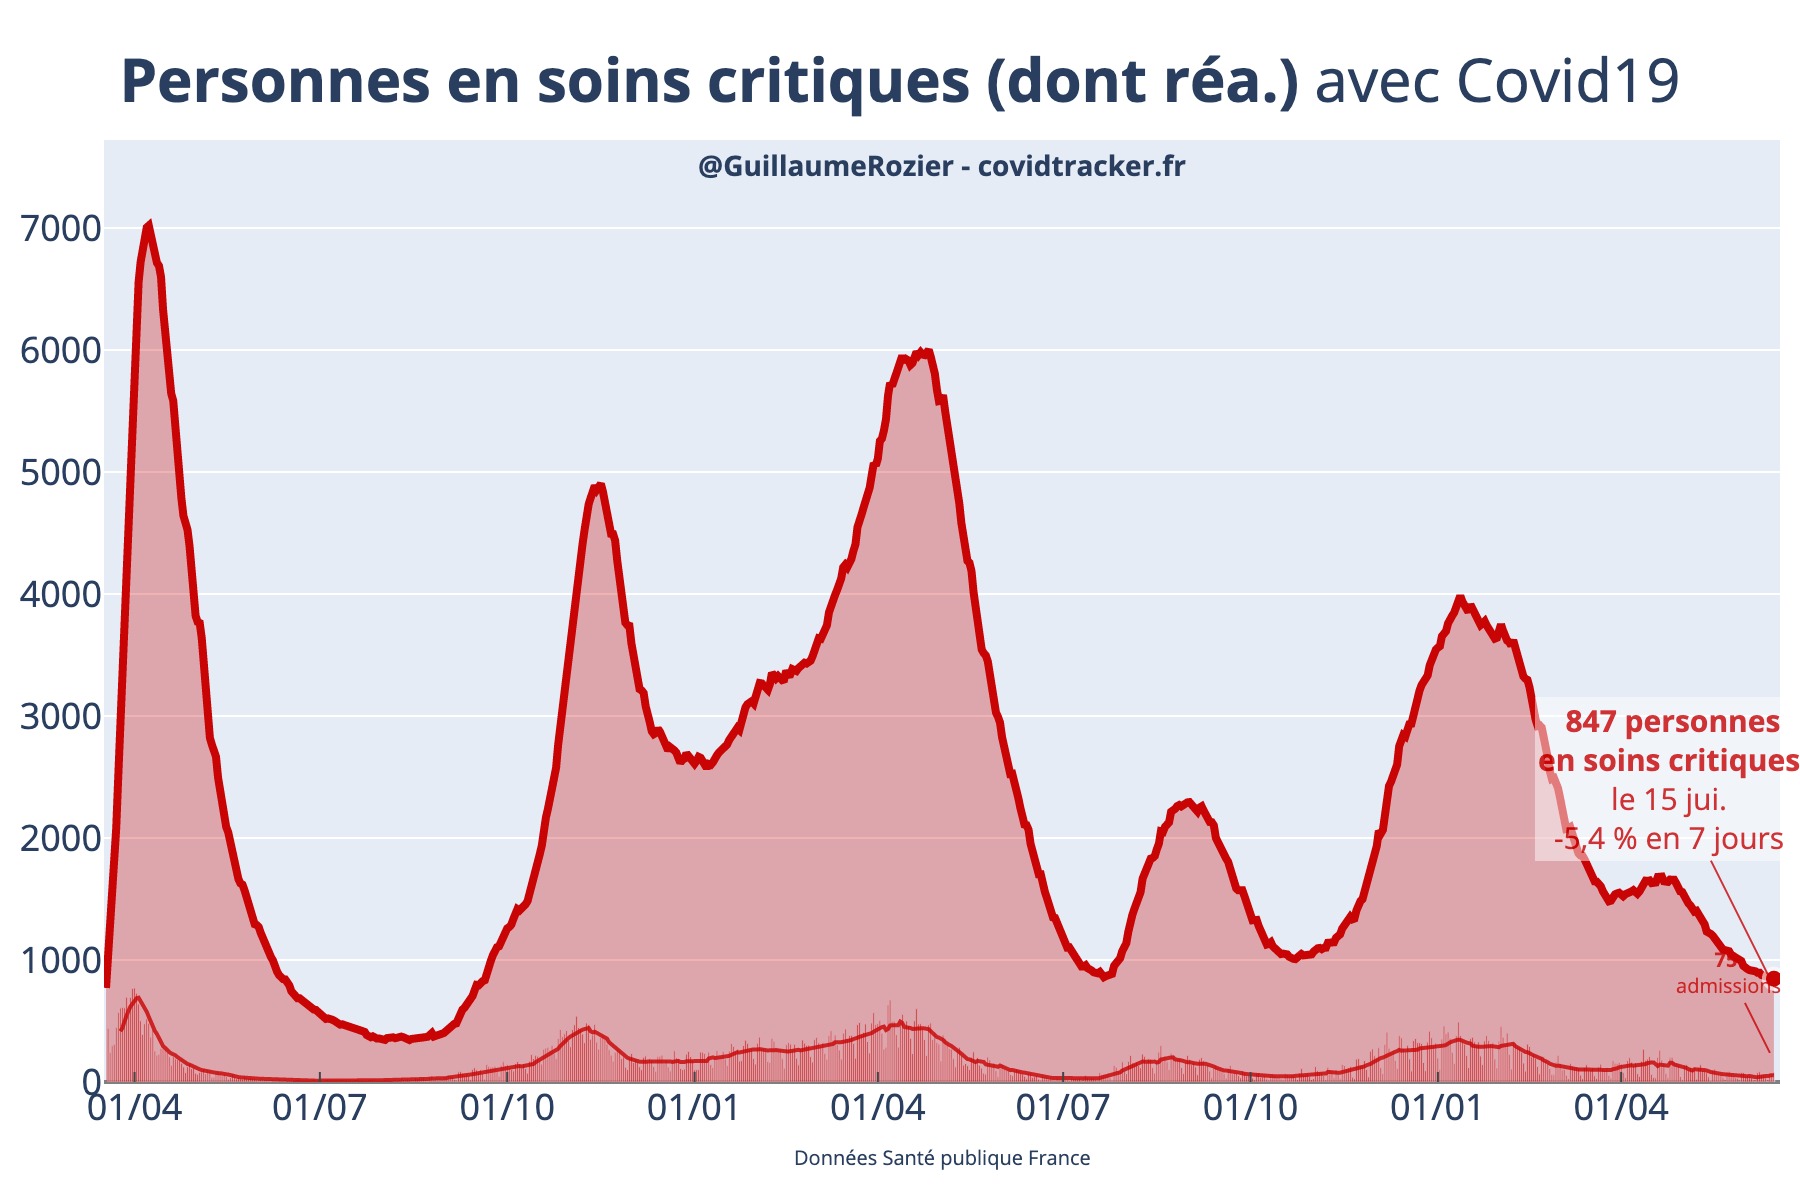 Personnes en soins critiques (dont réa.) avec Covid19
@GuillaumeRozier - covidtracker.fr
7000
6000
5000
4000
3000
2000
1000
0
847 personnes
en soins critiques
le 15 jui.
-5,4 % en 7 jours
admissions
01/04
01/07
01/10
01/01
01/04
01/07
01/10
01/01
01/04
Données Santé publique France